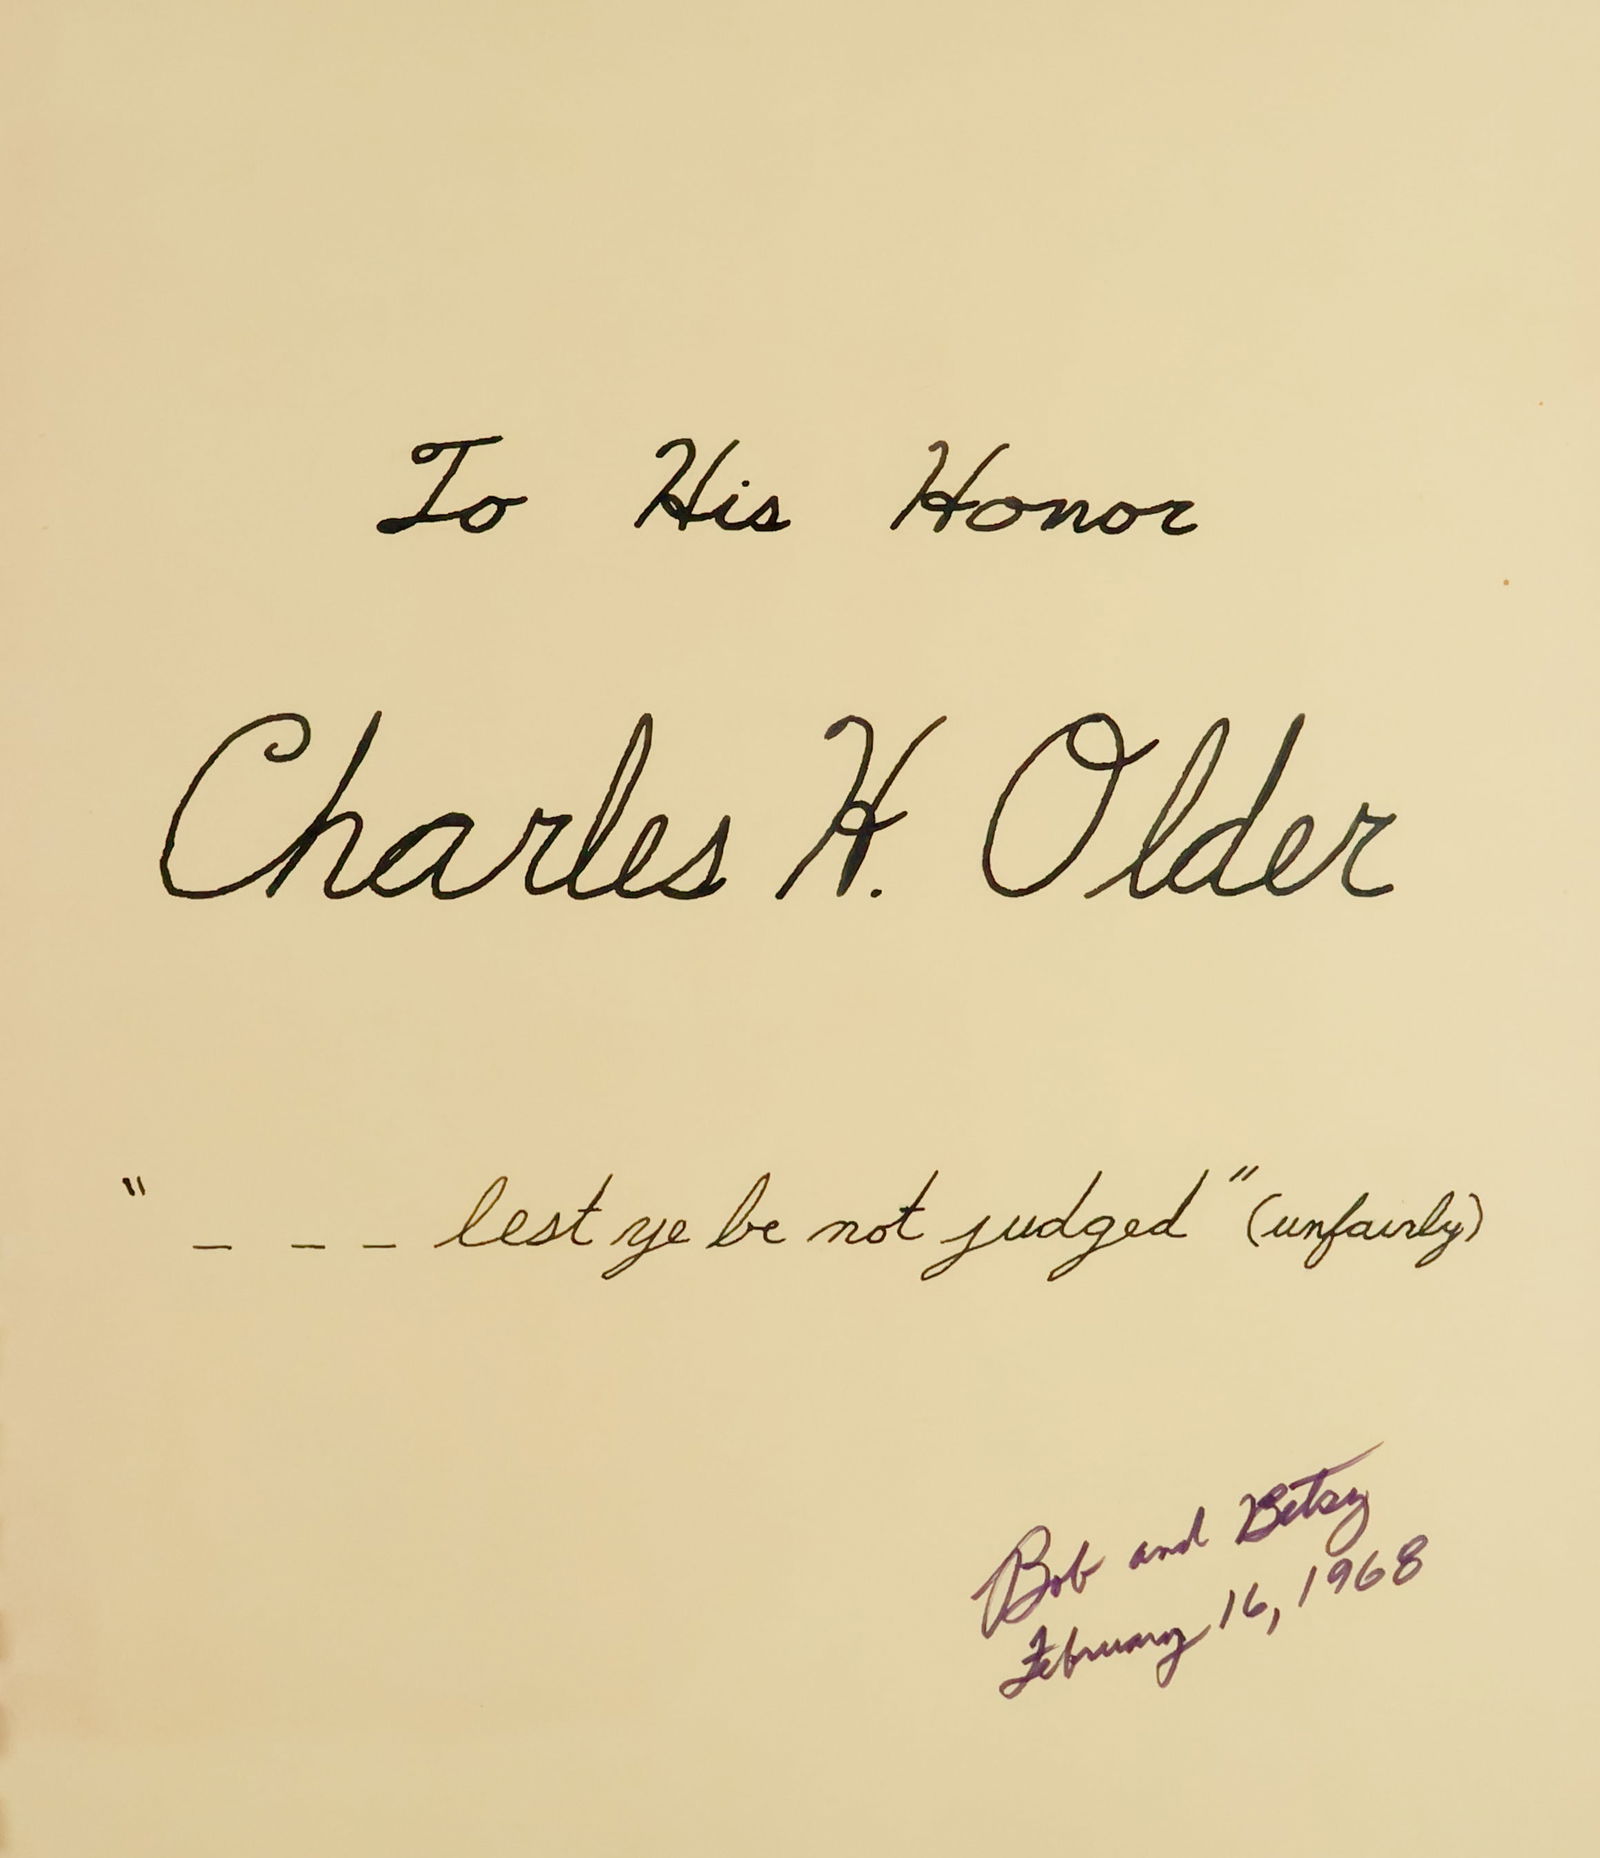 To His Honor
Charles H. Older
"_ _ _ lest ye be not judged" (unfairly)
Bob and Betsy
February 16, 1968